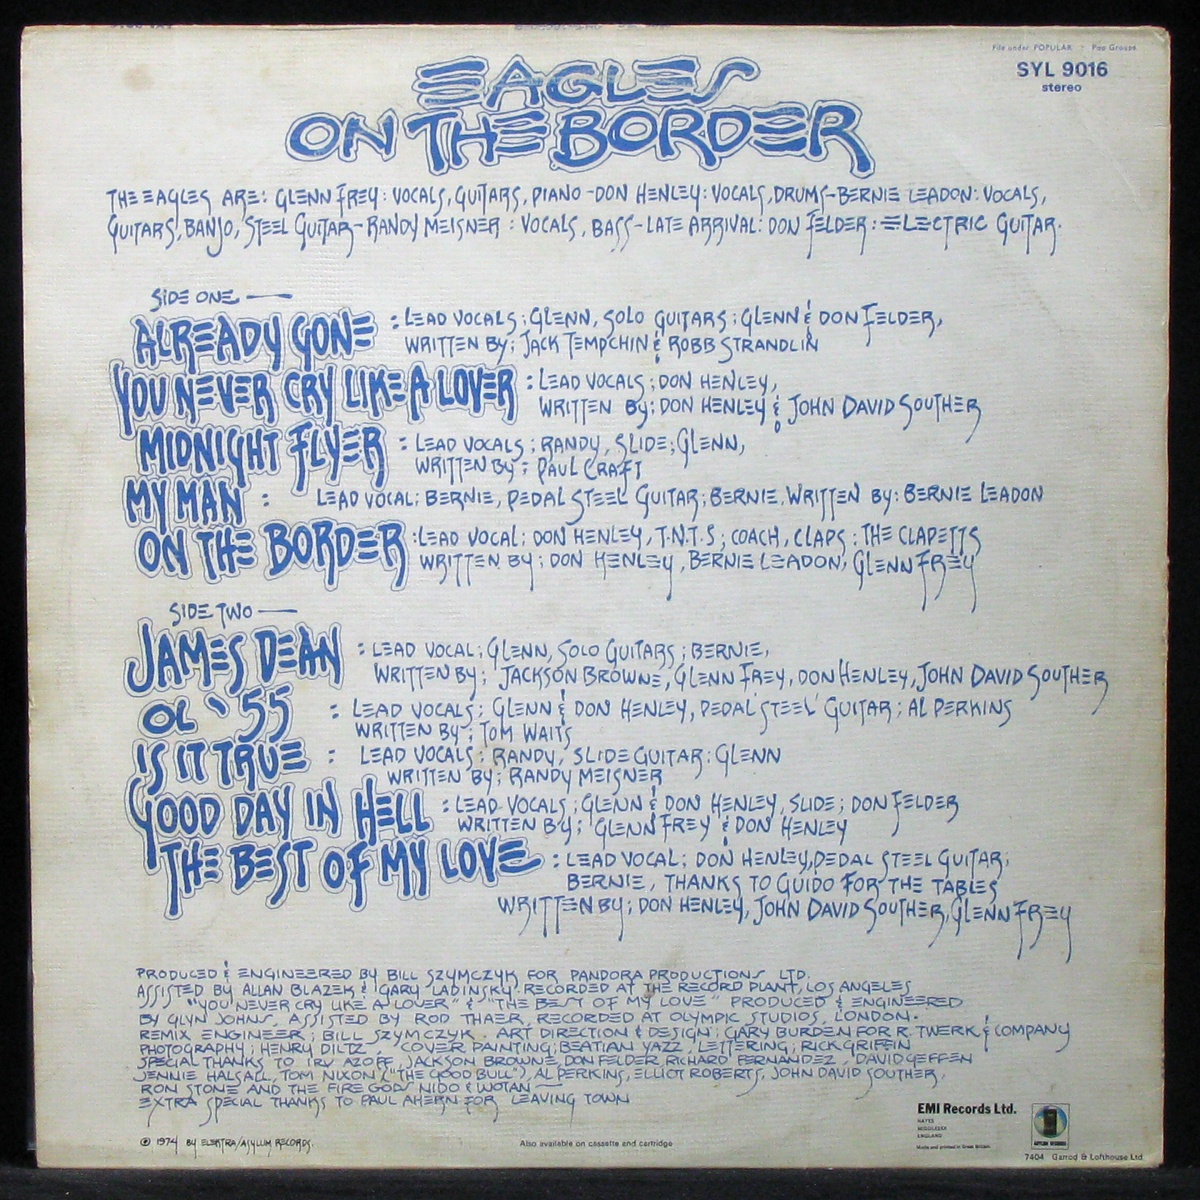 File under POPULAR : Pop Groups
SYL 9016
stereo
EAGLES
ON THE BORDER
THE EAGLES ARE: GLENN FREY: VOCALS, GUITARS, PIANO - DON HENLEY: VOCALS, DRUMS - BERNIE LEADON: VOCALS,
GUITARS, BANJO, STEEL GUITAR - RANDY MEISNER: VOCALS, BASS - LATE ARRIVAL: DON FELDER: ELECTRIC GUITAR.
SIDE ONE —
ALREADY GONE : LEAD VOCALS; GLENN, SOLO GUITARS; GLENN & DON FELDER,
WRITTEN BY; JACK TEMPCHIN & ROBB STRANDLIN
YOU NEVER CRY LIKE A LOVER : LEAD VOCALS; DON HENLEY,
WRITTEN BY; DON HENLEY & JOHN DAVID SOUTHER
MIDNIGHT FLYER : LEAD VOCALS; RANDY, SLIDE; GLENN,
WRITTEN BY; PAUL CRAFT
MY MAN : LEAD VOCAL; BERNIE, PEDAL STEEL GUITAR; BERNIE, WRITTEN BY: BERNIE LEADON
ON THE BORDER : LEAD VOCAL: DON HENLEY, T.N.T.S; COACH, CLAPS: THE CLAPETTS
WRITTEN BY: DON HENLEY, BERNIE LEADON, GLENN FREY
SIDE TWO —
JAMES DEAN : LEAD VOCAL; GLENN, SOLO GUITARS; BERNIE,
WRITTEN BY; JACKSON BROWNE, GLENN FREY, DON HENLEY, JOHN DAVID SOUTHER
OL '55 : LEAD VOCALS; GLENN & DON HENLEY, PEDAL STEEL GUITAR; AL PERKINS
WRITTEN BY; TOM WAITS
IS IT TRUE : LEAD VOCALS; RANDY, SLIDE GUITAR: GLENN
WRITTEN BY; RANDY MEISNER
GOOD DAY IN HELL : LEAD VOCALS; GLENN & DON HENLEY, SLIDE; DON FELDER
WRITTEN BY; GLENN FREY & DON HENLEY
THE BEST OF MY LOVE : LEAD VOCAL; DON HENLEY, PEDAL STEEL GUITAR;
BERNIE, THANKS TO GUIDO FOR THE TABLES
WRITTEN BY; DON HENLEY, JOHN DAVID SOUTHER, GLENN FREY
PRODUCED & ENGINEERED BY BILL SZYMCZYK FOR PANDORA PRODUCTIONS LTD.
ASSISTED BY ALLAN BLAZEK & GARY LADINSKY. RECORDED AT THE RECORD PLANT, LOS ANGELES
"YOU NEVER CRY LIKE A LOVER" & "THE BEST OF MY LOVE" PRODUCED & ENGINEERED
BY GLYN JOHNS, ASSISTED BY ROD THAER, RECORDED AT OLYMPIC STUDIOS, LONDON.
REMIX ENGINEER; BILL SZYMCZYK. ART DIRECTION & DESIGN; GARY BURDEN FOR R. TWERK & COMPANY
PHOTOGRAPHY; HENRY DILTZ COVER PAINTING; BEATIAN YAZZ, LETTERING; RICK GRIFFIN
SPECIAL THANKS TO IRV AZOFF, JACKSON BROWNE, DON FELDER, RICHARD FERNANDEZ, DAVID GEFFEN
JENNIE HALSALL, TOM NIXON ("THE GOOD BULL"), AL PERKINS, ELLIOT ROBERTS, JOHN DAVID SOUTHER,
RON STONE AND THE FIRE GODS NIDO & WOTAN —
EXTRA SPECIAL THANKS TO PAUL AHERN FOR LEAVING TOWN
EMI Records Ltd.
HAYES
MIDDLESEX
ENGLAND
Made and printed in Great Britain
ASYLUM RECORDS
℗ 1974 BY ELEKTRA/ASYLUM RECORDS.
Also available on cassette and cartridge
7404 Garrod & Lofthouse Ltd.